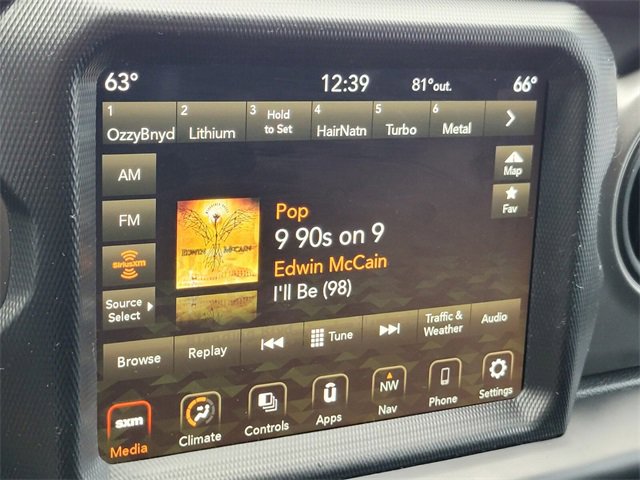 63° 12:39 81°out. 66°
1 OzzyBnyd 2 Lithium 3 Hold to Set 4 HairNatn 5 Turbo 6 Metal
AM
Map
FM
Fav
SiriusXM
Source Select
EDWIN McCAIN
Pop
9 90s on 9
Edwin McCain
I'll Be (98)
Browse Replay Tune Traffic & Weather Audio
sxm Media Climate Controls û Apps NW Nav Phone Settings